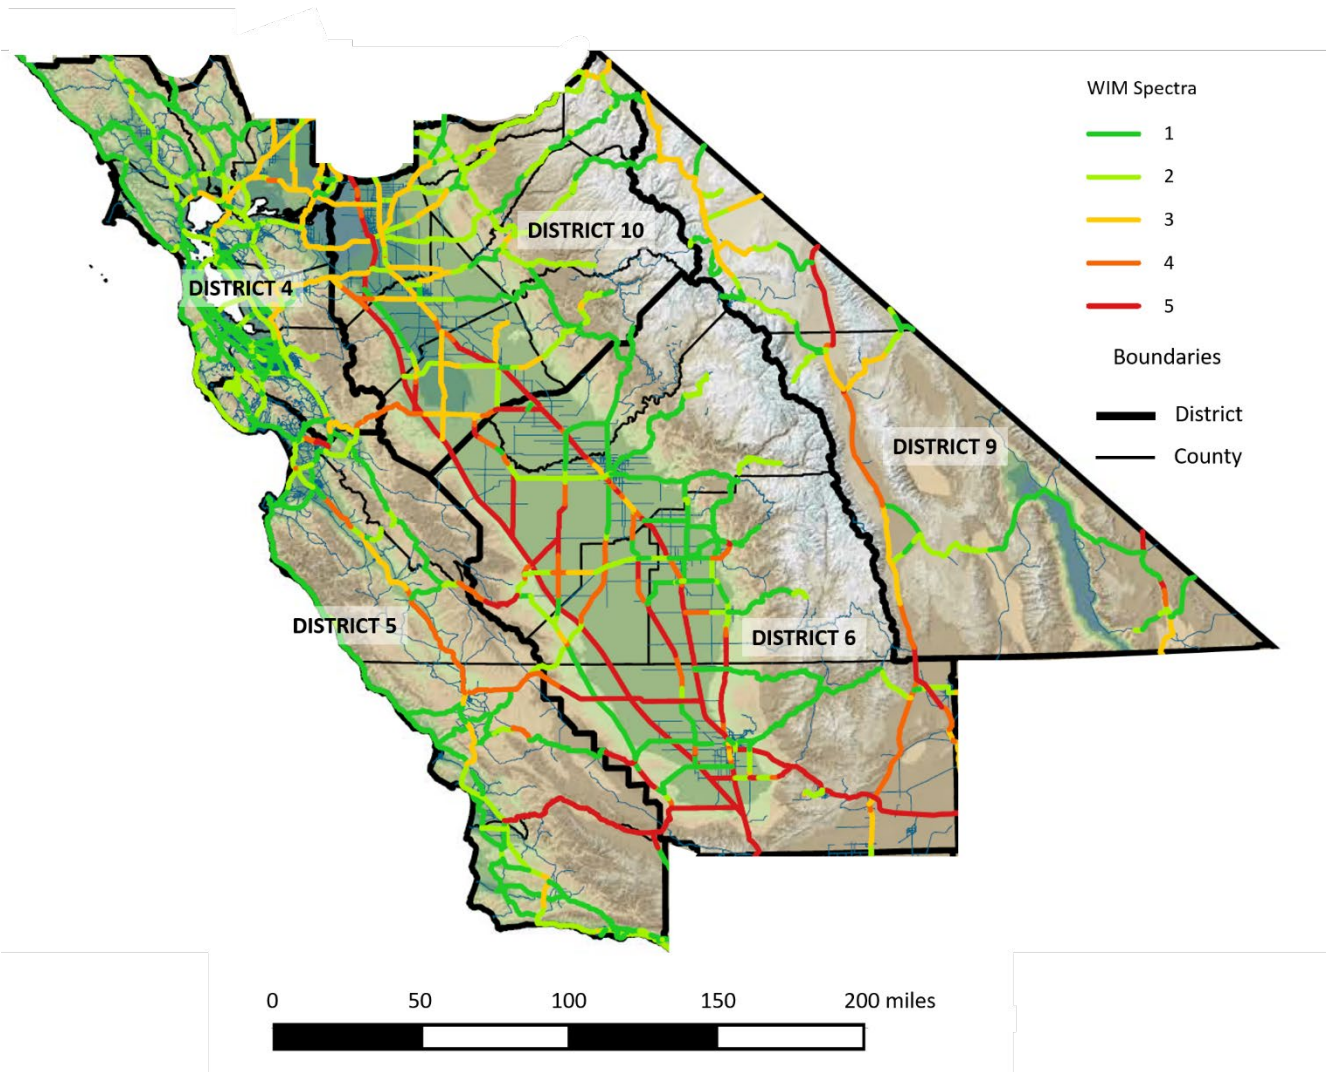 WIM Spectra
1
2
3
4
5
Boundaries
District
County
DISTRICT 10
DISTRICT 4
DISTRICT 9
DISTRICT 5
DISTRICT 6
0 50 100 150 200 miles